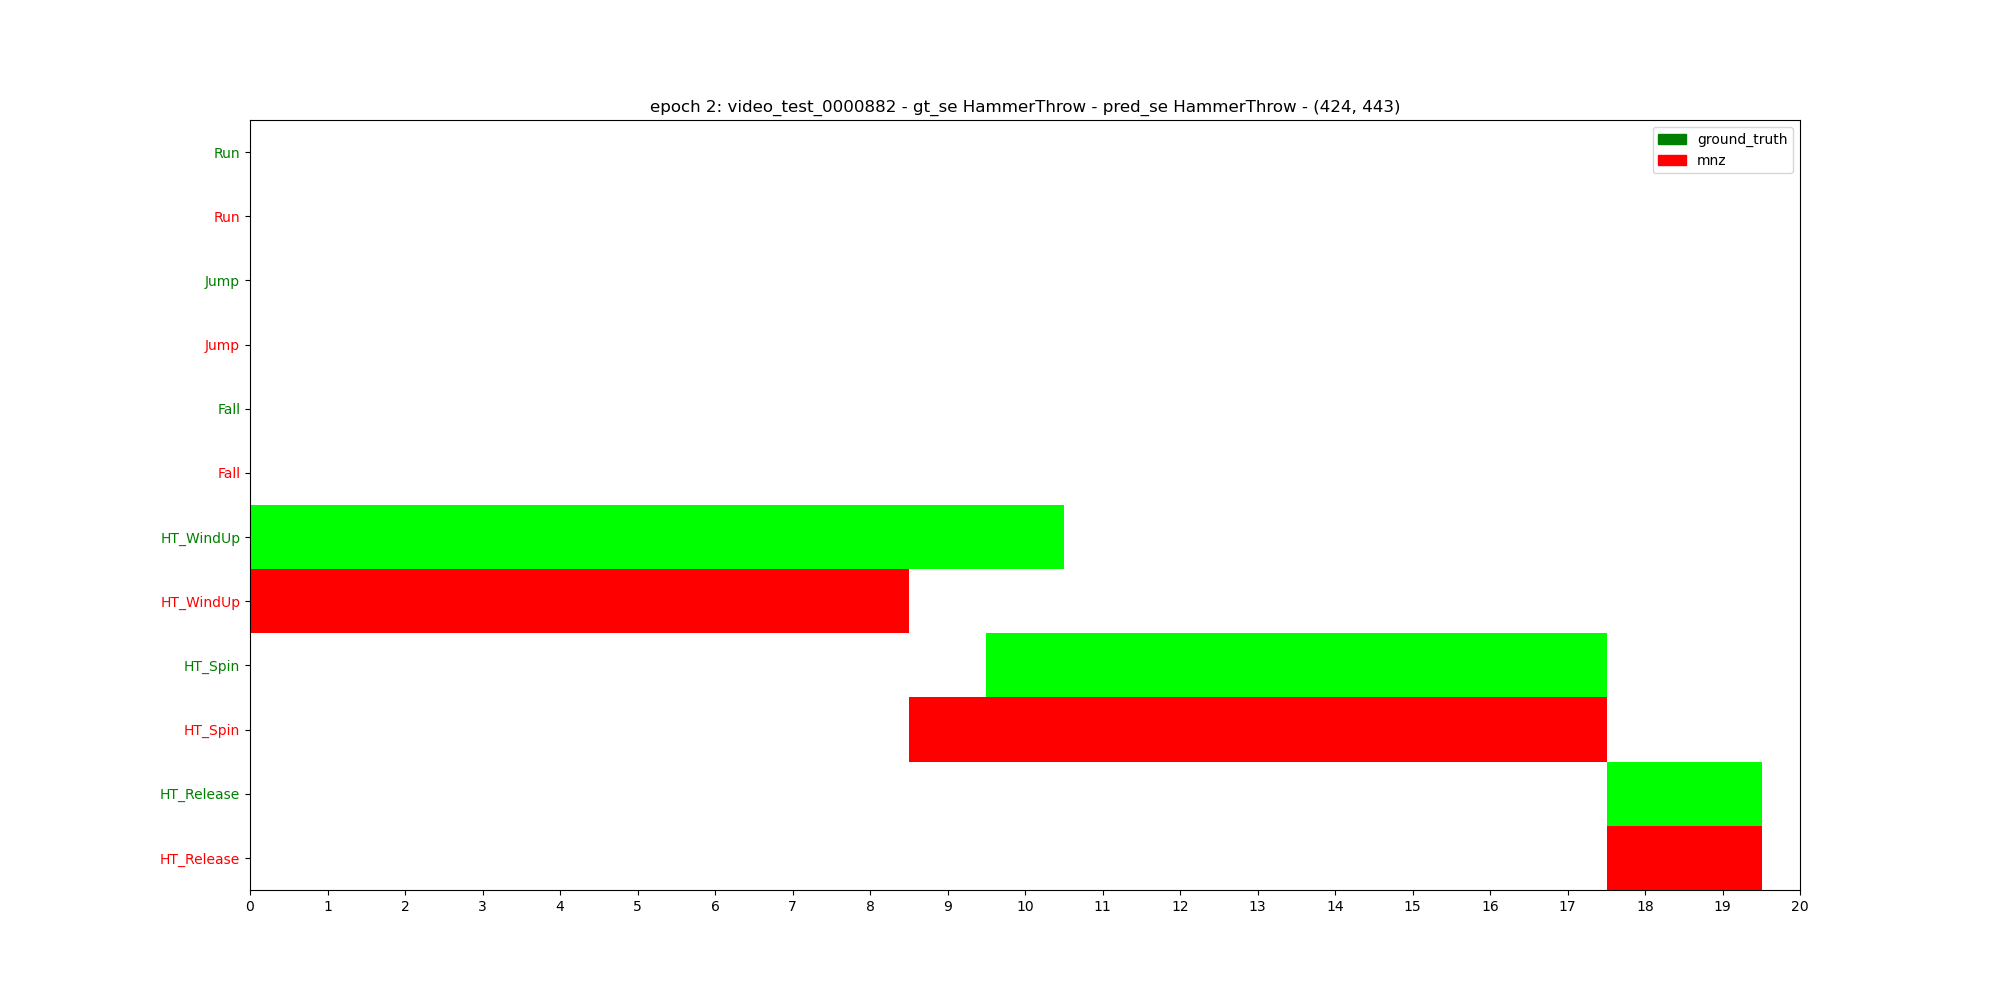 epoch 2: video_test_0000882 - gt_se HammerThrow - pred_se HammerThrow - (424, 443)
ground_truth
mnz
Run
Run
Jump
Jump
Fall
Fall
HT_WindUp
HT_WindUp
HT_Spin
HT_Spin
HT_Release
HT_Release
0 1 2 3 4 5 6 7 8 9 10 11 12 13 14 15 16 17 18 19 20